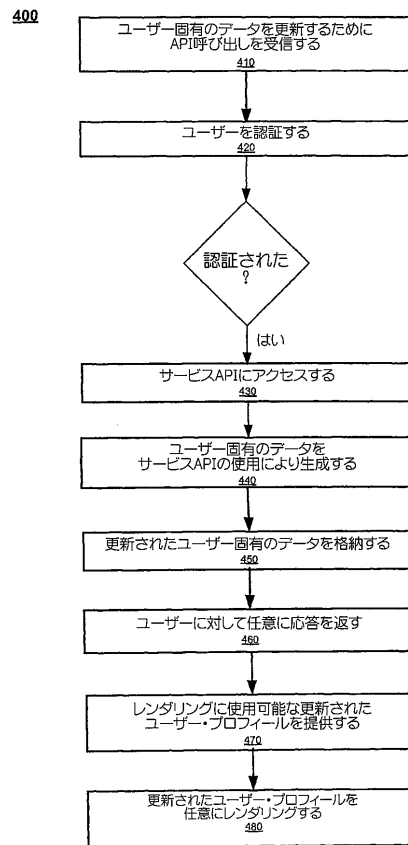 400
ユーザー固有のデータを更新するために
API呼び出しを受信する
410
ユーザーを認証する
420
認証された
?
はい
サービスAPIにアクセスする
430
ユーザー固有のデータを
サービスAPIの使用により生成する
440
更新されたユーザー固有のデータを格納する
450
ユーザーに対して任意に応答を返す
460
レンダリングに使用可能な更新された
ユーザー・プロフィールを提供する
470
更新されたユーザー・プロフィールを
任意にレンダリングする
480